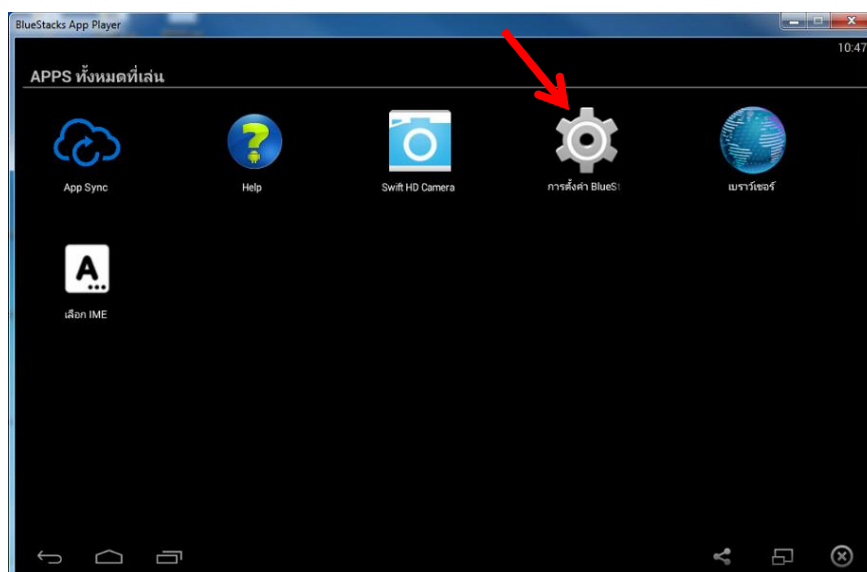 BlueStacks App Player
10:47
APPS ทั้งหมดที่เล่น
App Sync
Help
Swift HD Camera
การตั้งค่า BlueS
เบราว์เซอร์
A
เลือก IME